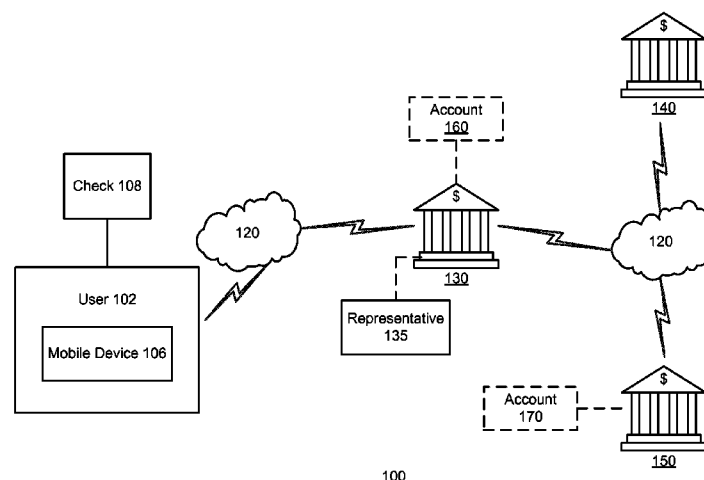 $
140
Account
160
Check 108
$
120
120
130
User 102
Representative
135
Mobile Device 106
$
Account
170
150
100